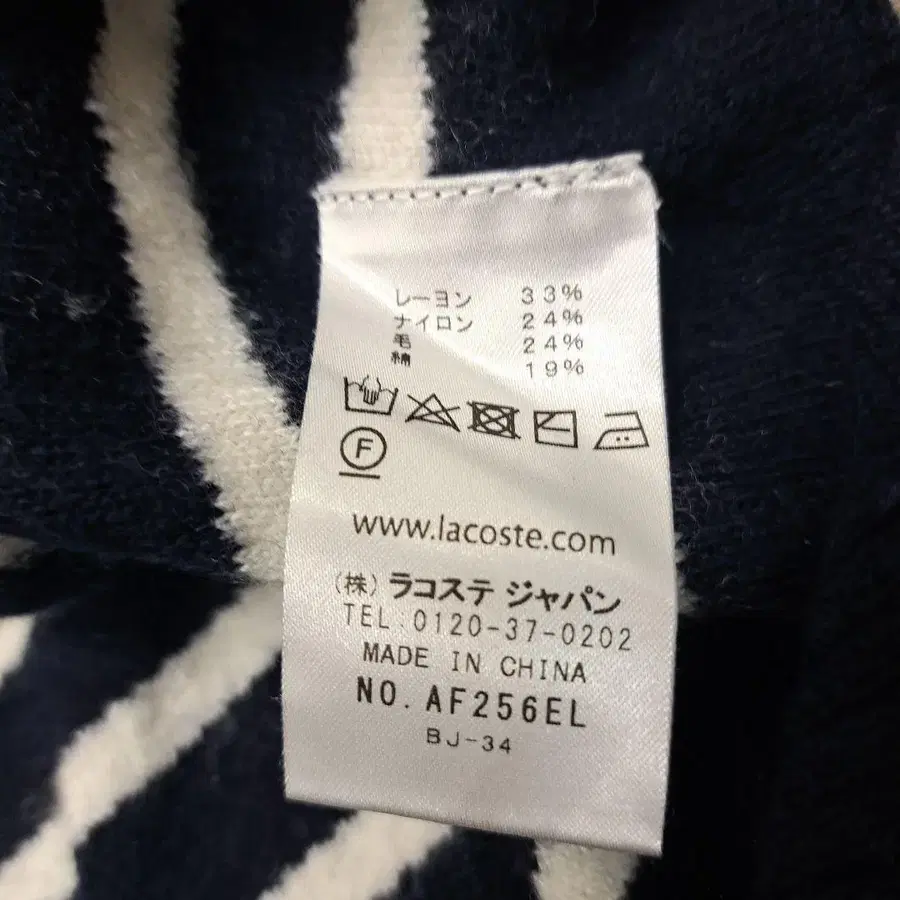 レーヨン 33%
ナイロン 24%
毛 24%
綿 19%
F
www.lacoste.com
(株) ラコステ ジャパン
TEL:0120-37-0202
MADE IN CHINA
NO. AF256EL
BJ-34